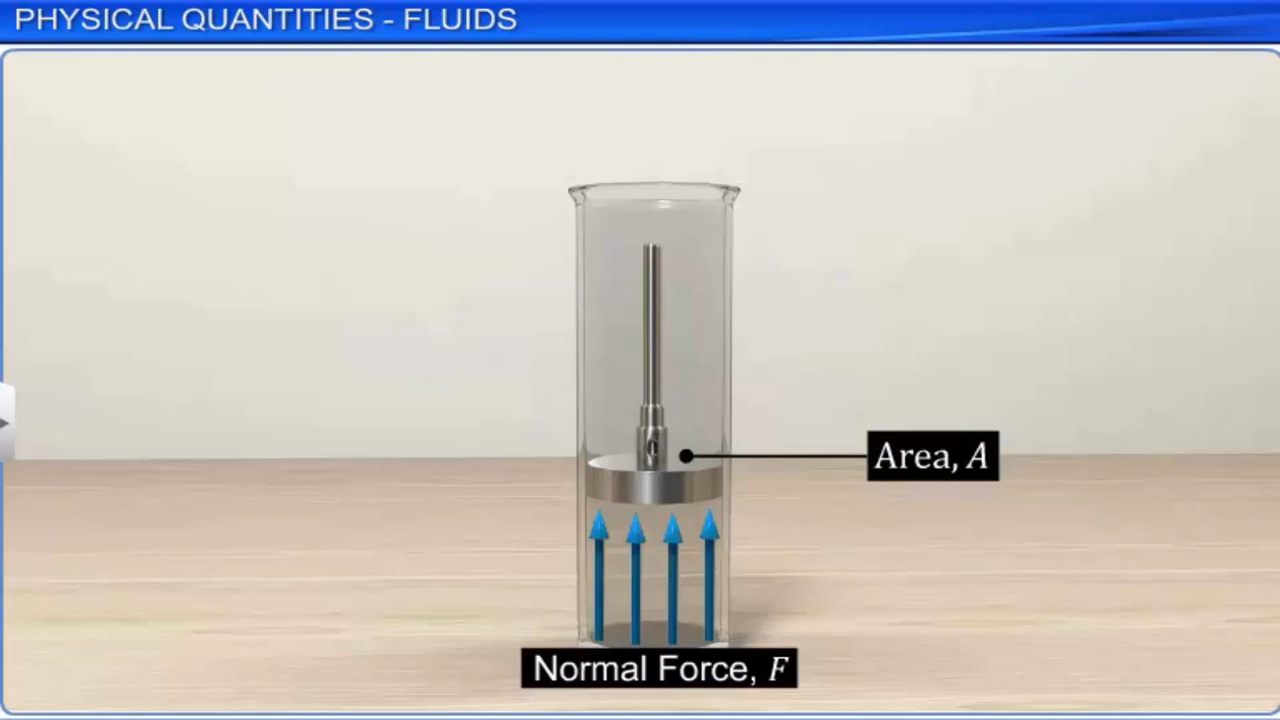 PHYSICAL QUANTITIES - FLUIDS
Area, A
Normal Force, F